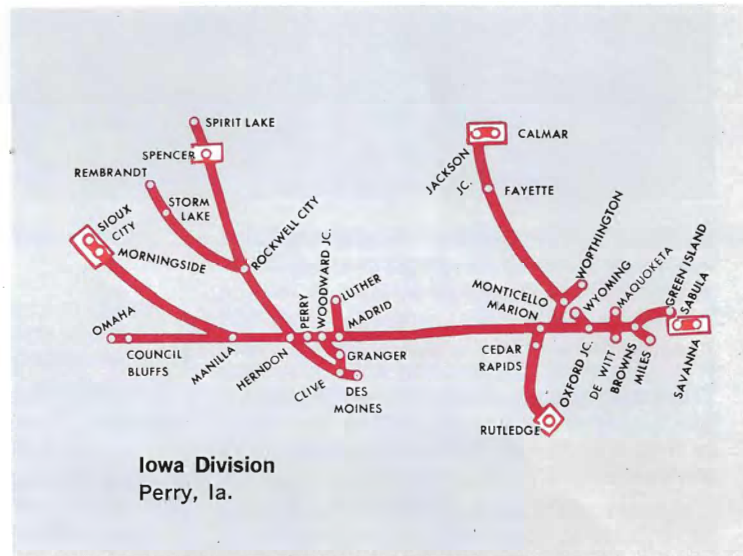 SPIRIT LAKE
SPENCER
REMBRANDT
STORM
LAKE
SIOUX
CITY
MORNINGSIDE
ROCKWELL CITY
OMAHA
COUNCIL
BLUFFS
MANILLA
HERNDON
PERRY
WOODWARD JC.
LUTHER
MADRID
GRANGER
CLIVE
DES
MOINES
CALMAR
JACKSON
JC.
FAYETTE
WORTHINGTON
MONTICELLO
WYOMING
MARION
MAQUOKETA
GREEN ISLAND
SABULA
CEDAR
RAPIDS
OXFORD JC.
DE WITT
BROWNS
MILES
SAVANNA
RUTLEDGE
Iowa Division
Perry, Ia.